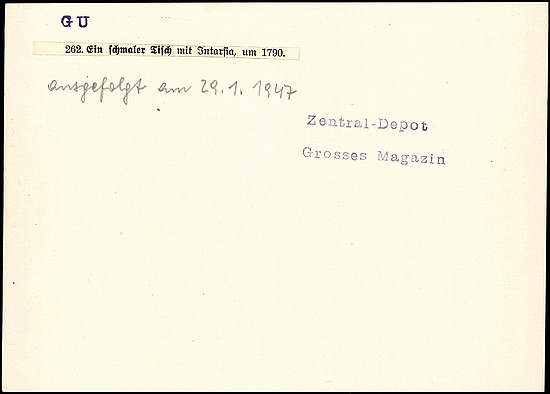 GU
262. Ein schmaler Tisch mit Intarsia, um 1790.
ausgefolgt am 29.1.1947
Zentral-Depot
Grosses Magazin